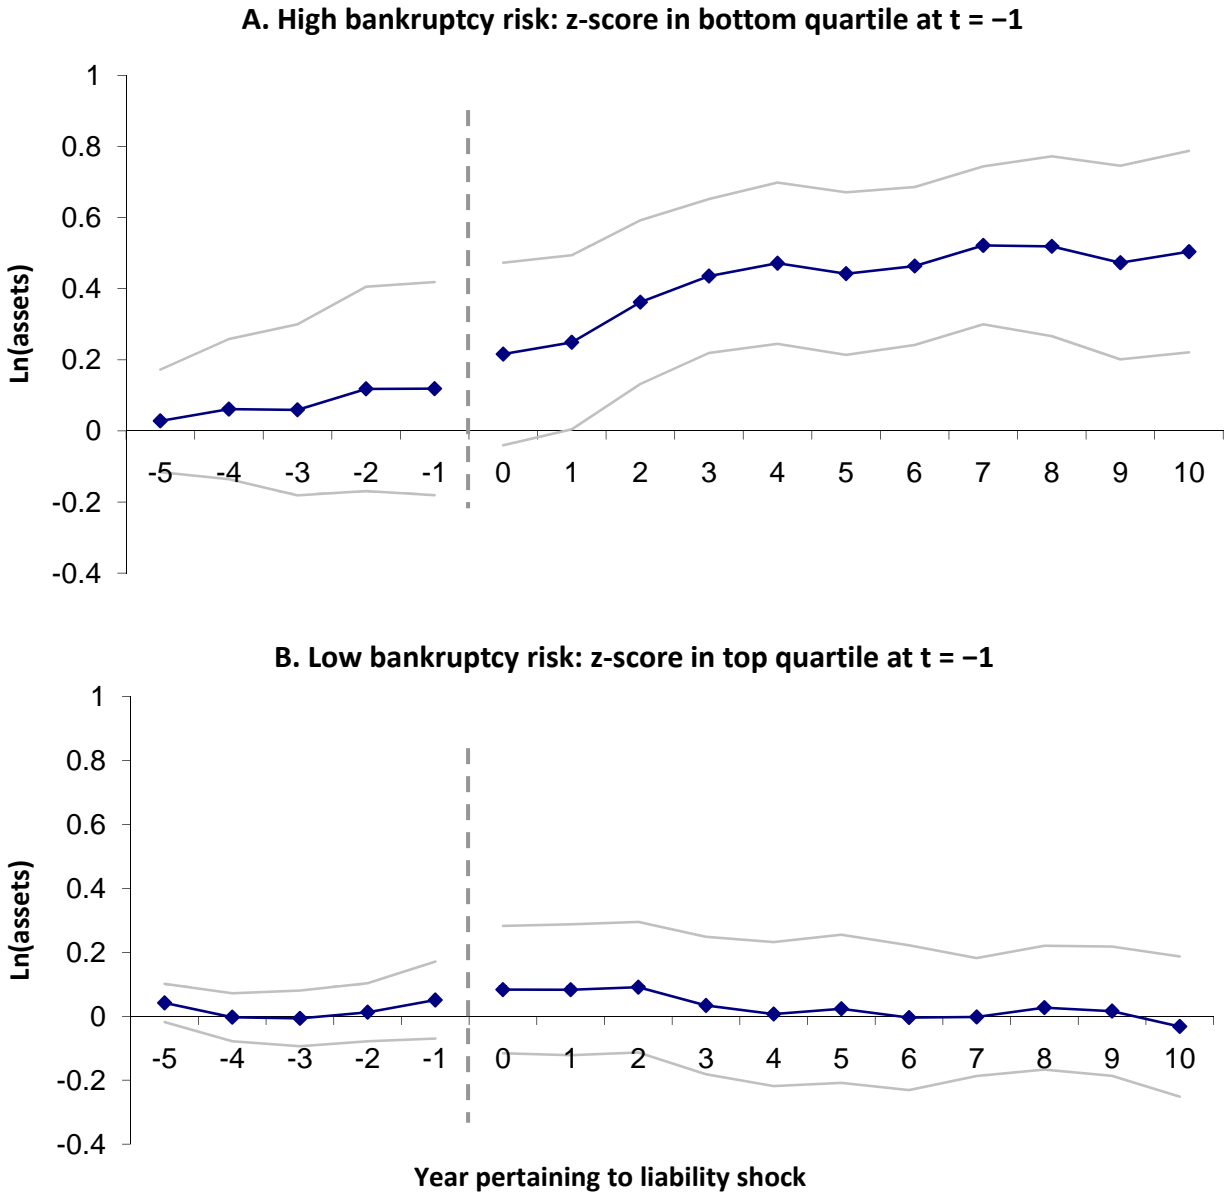 A. High bankruptcy risk: z-score in bottom quartile at t = −1
1
0.8
0.6
0.4
0.2
0
-0.2
-0.4
Ln(assets)
-5 -4 -3 -2 -1 0 1 2 3 4 5 6 7 8 9 10
B. Low bankruptcy risk: z-score in top quartile at t = −1
1
0.8
0.6
0.4
0.2
0
-0.2
-0.4
Ln(assets)
-5 -4 -3 -2 -1 0 1 2 3 4 5 6 7 8 9 10
Year pertaining to liability shock